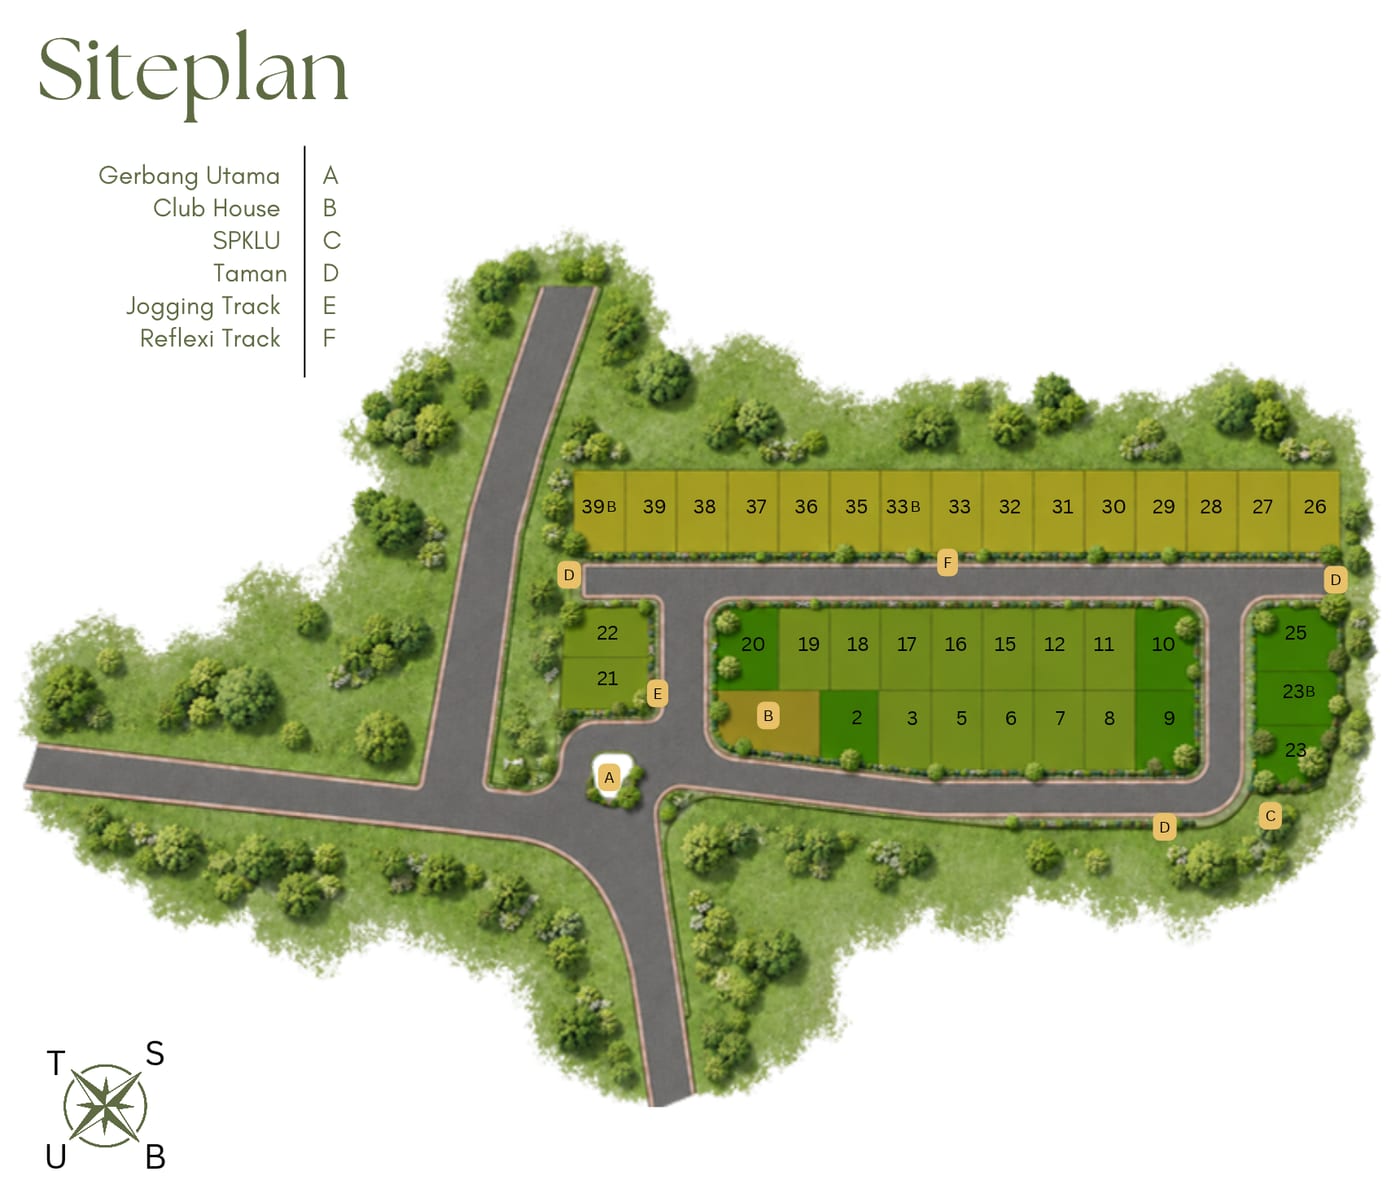 Siteplan
Gerbang Utama A
Club House B
SPKLU C
Taman D
Jogging Track E
Reflexi Track F
39B 39 38 37 36 35 33B 33 32 31 30 29 28 27 26
D F D
22 20 19 18 17 16 15 12 11 10 25
21 E 23B
B 2 3 5 6 7 8 9
A 23
D C
T S
U B